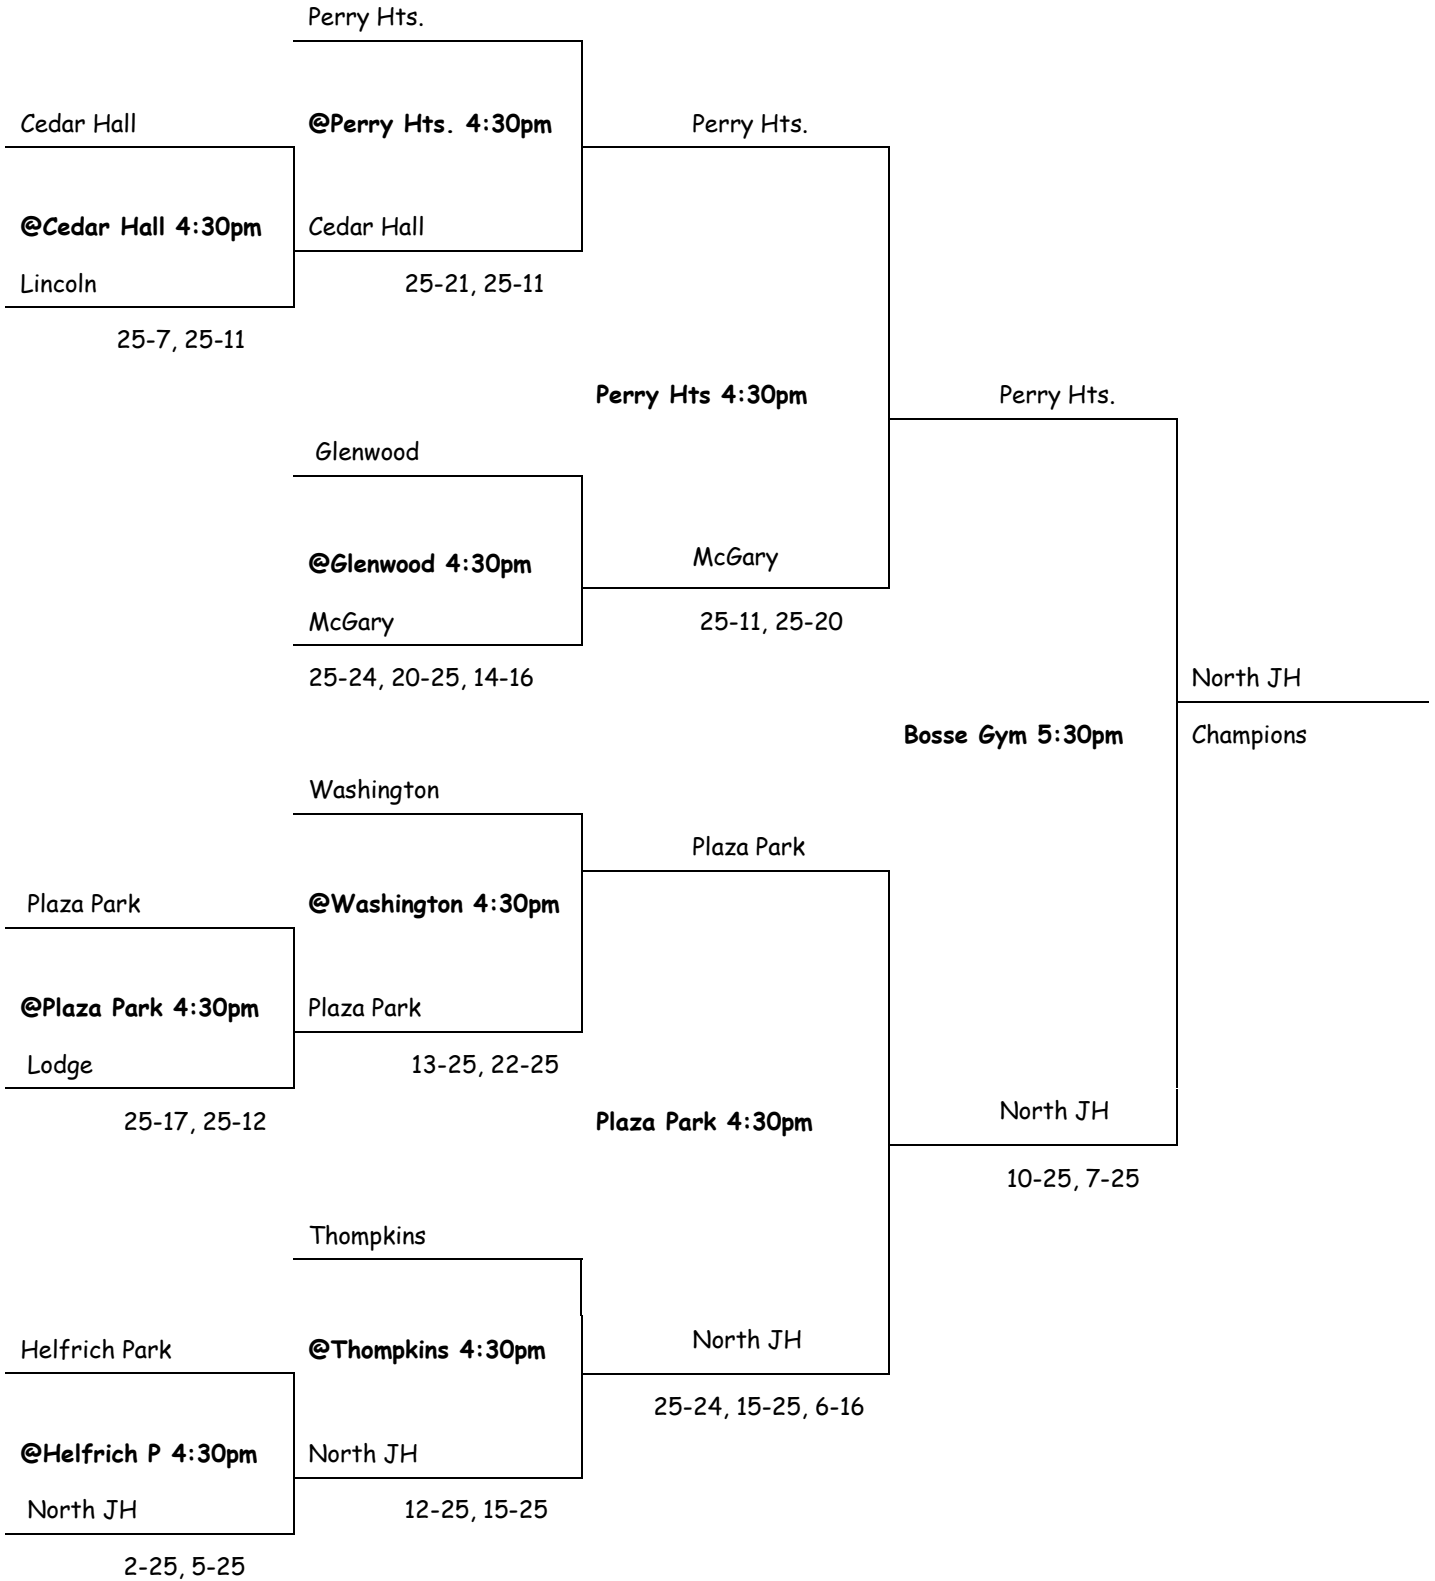 Perry Hts.
Cedar Hall
@Perry Hts. 4:30pm
Perry Hts.
@Cedar Hall 4:30pm
Cedar Hall
Lincoln
25-21, 25-11
25-7, 25-11
Perry Hts 4:30pm
Perry Hts.
Glenwood
@Glenwood 4:30pm
McGary
McGary
25-11, 25-20
25-24, 20-25, 14-16
North JH
Bosse Gym 5:30pm
Champions
Washington
Plaza Park
Plaza Park
@Washington 4:30pm
@Plaza Park 4:30pm
Plaza Park
Lodge
13-25, 22-25
25-17, 25-12
Plaza Park 4:30pm
North JH
10-25, 7-25
Thompkins
Helfrich Park
@Thompkins 4:30pm
North JH
25-24, 15-25, 6-16
@Helfrich P 4:30pm
North JH
North JH
12-25, 15-25
2-25, 5-25